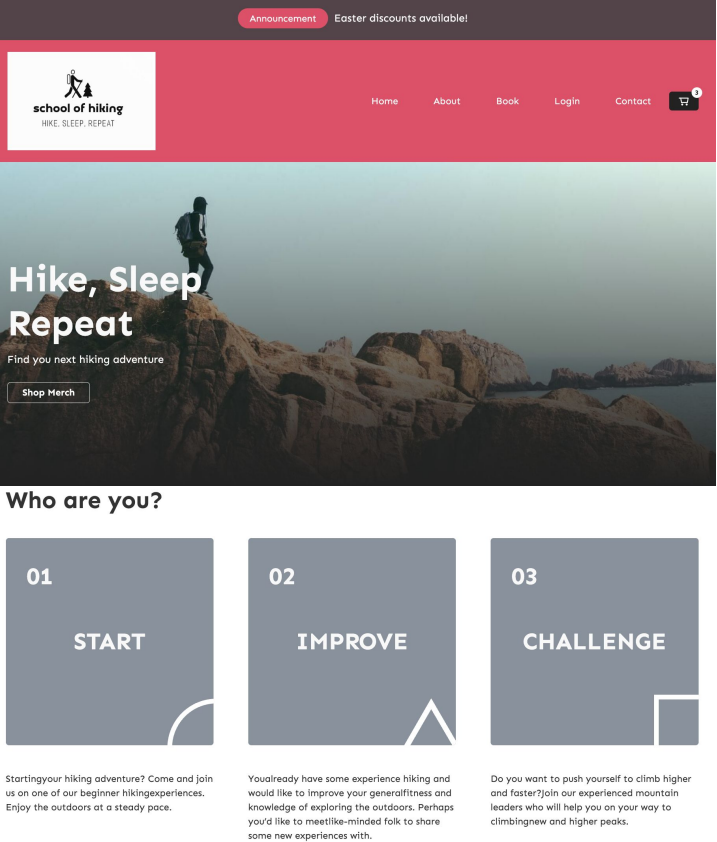 Announcement Easter discounts available!
school of hiking
HIKE, SLEEP, REPEAT
Home About Book Login Contact 3
Hike, Sleep
Repeat
Find you next hiking adventure
Shop Merch
Who are you?
01
START
02
IMPROVE
03
CHALLENGE
Startingyour hiking adventure? Come and join
us on one of our beginner hikingexperiences.
Enjoy the outdoors at a steady pace.
Youalready have some experience hiking and
would like to improve your generalfitness and
knowledge of exploring the outdoors. Perhaps
you'd like to meetlike-minded folk to share
some new experiences with.
Do you want to push yourself to climb higher
and faster?Join our experienced mountain
leaders who will help you on your way to
climbingnew and higher peaks.